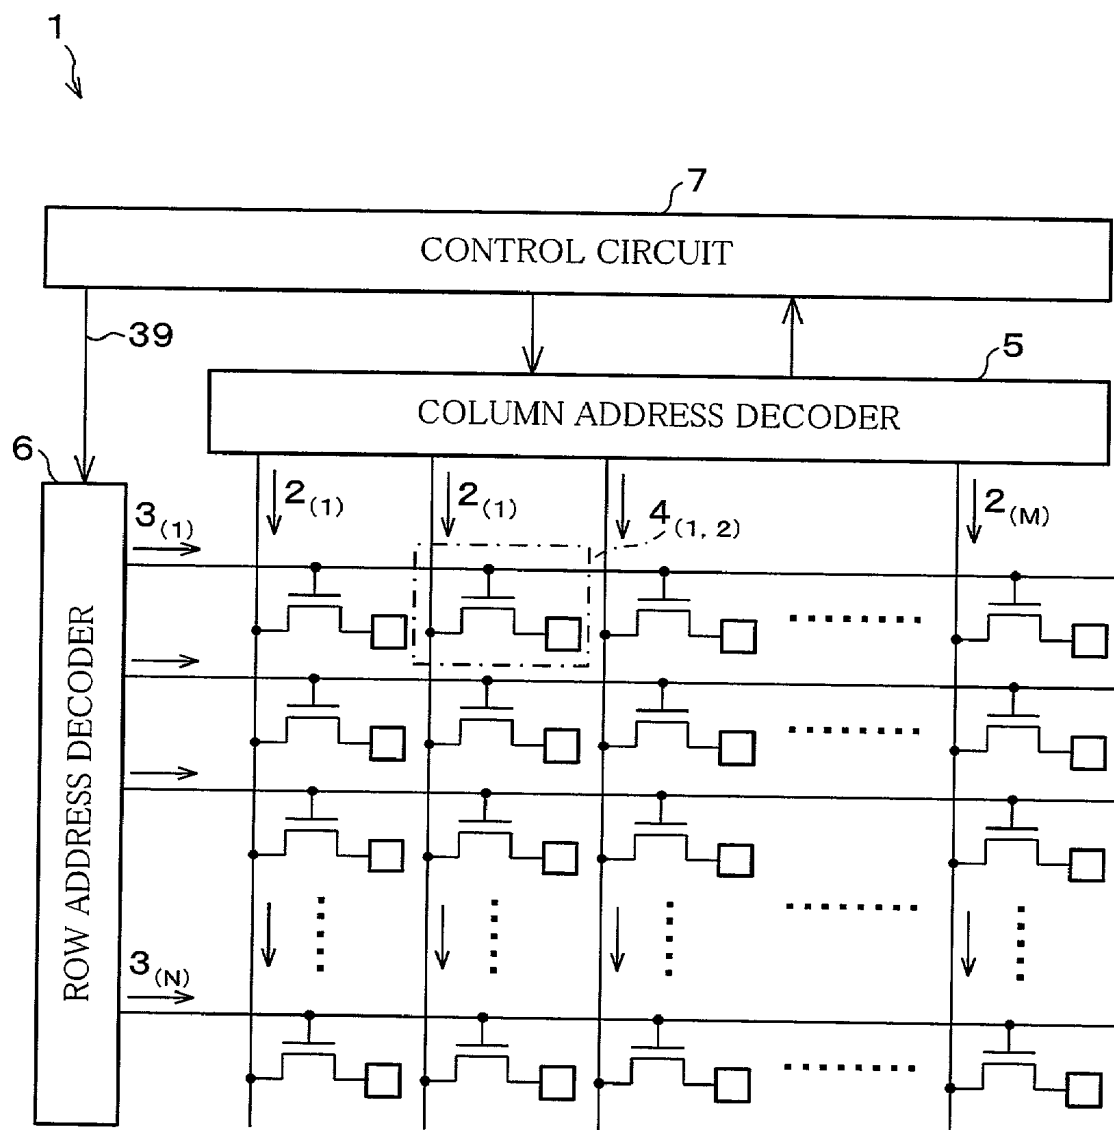 1
7
CONTROL CIRCUIT
39
5
COLUMN ADDRESS DECODER
6
2(1)
2(1)
4(1, 2)
2(M)
3(1)
ROW ADDRESS DECODER
3(N)